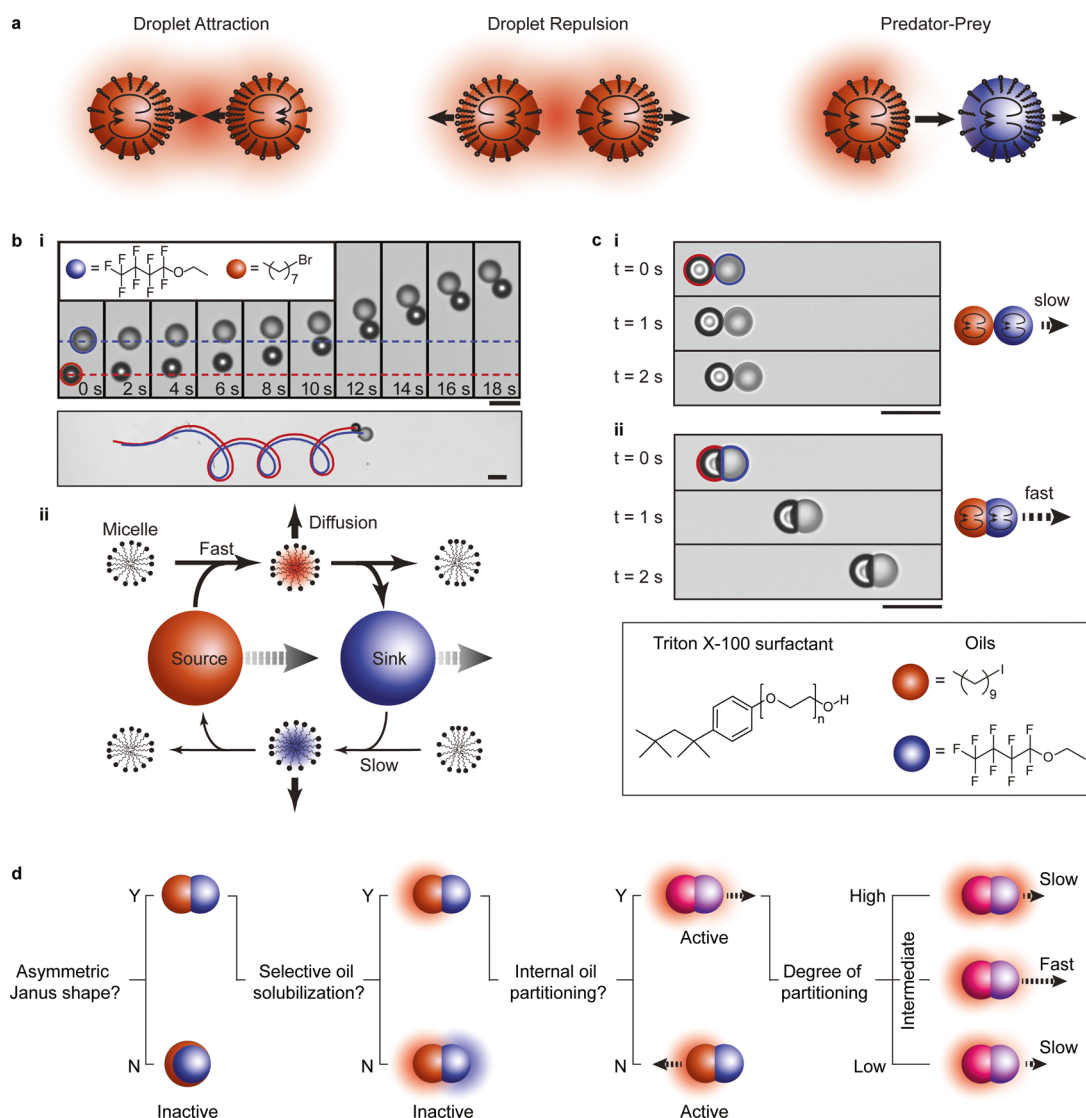 a
Droplet Attraction
Droplet Repulsion
Predator-Prey
b i
F F F F F F F F F O
Br
7
0 s 2 s 4 s 6 s 8 s 10 s 12 s 14 s 16 s 18 s
ii
Micelle
Fast
Diffusion
Source
Sink
Slow
c i
t = 0 s
t = 1 s
t = 2 s
slow
ii
t = 0 s
t = 1 s
t = 2 s
fast
Triton X-100 surfactant
O O H
n
Oils
= I
9
= F F F F F F F F F O
d
Asymmetric
Janus shape?
Y
N
Inactive
Selective oil
solubilization?
Y
N
Inactive
Internal oil
partitioning?
Y
Active
N
Active
Degree of
partitioning
High
Intermediate
Low
Slow
Fast
Slow